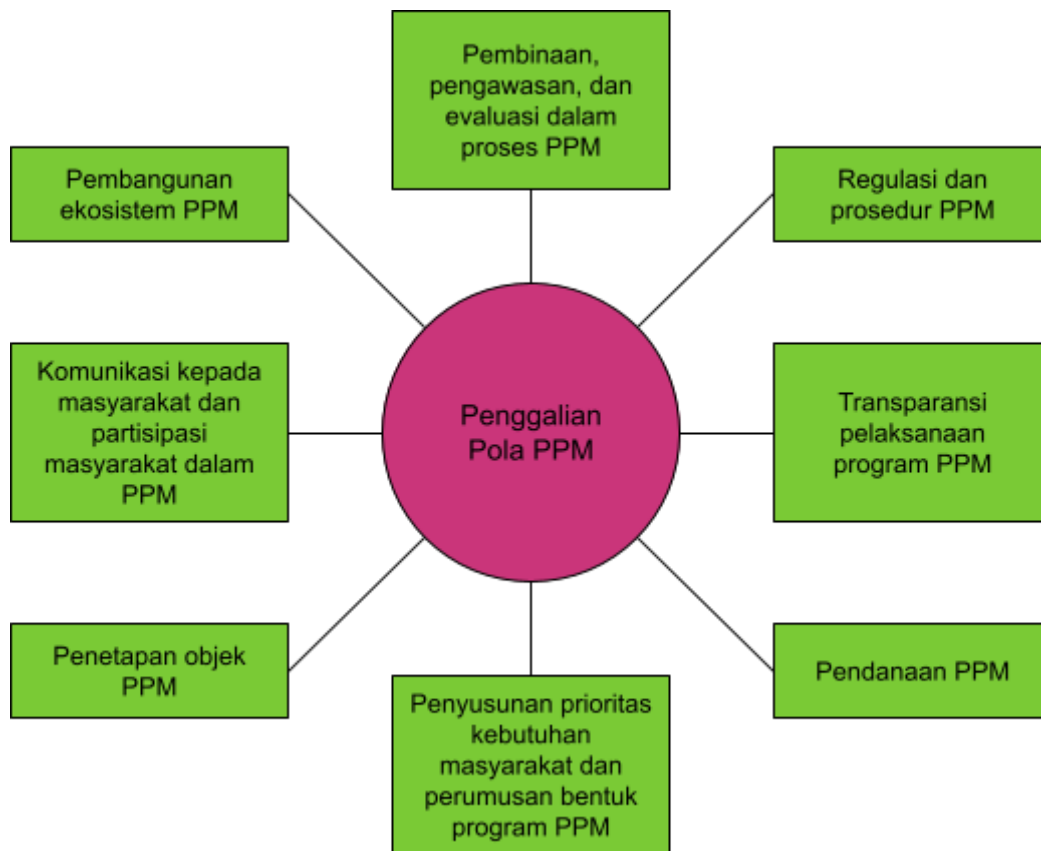 Pembinaan,
pengawasan, dan
evaluasi dalam
proses PPM
Pembangunan
ekosistem PPM
Regulasi dan
prosedur PPM
Komunikasi kepada
masyarakat dan
partisipasi
masyarakat dalam
PPM
Penggalian
Pola PPM
Transparansi
pelaksanaan
program PPM
Penetapan objek
PPM
Pendanaan PPM
Penyusunan prioritas
kebutuhan
masyarakat dan
perumusan bentuk
program PPM